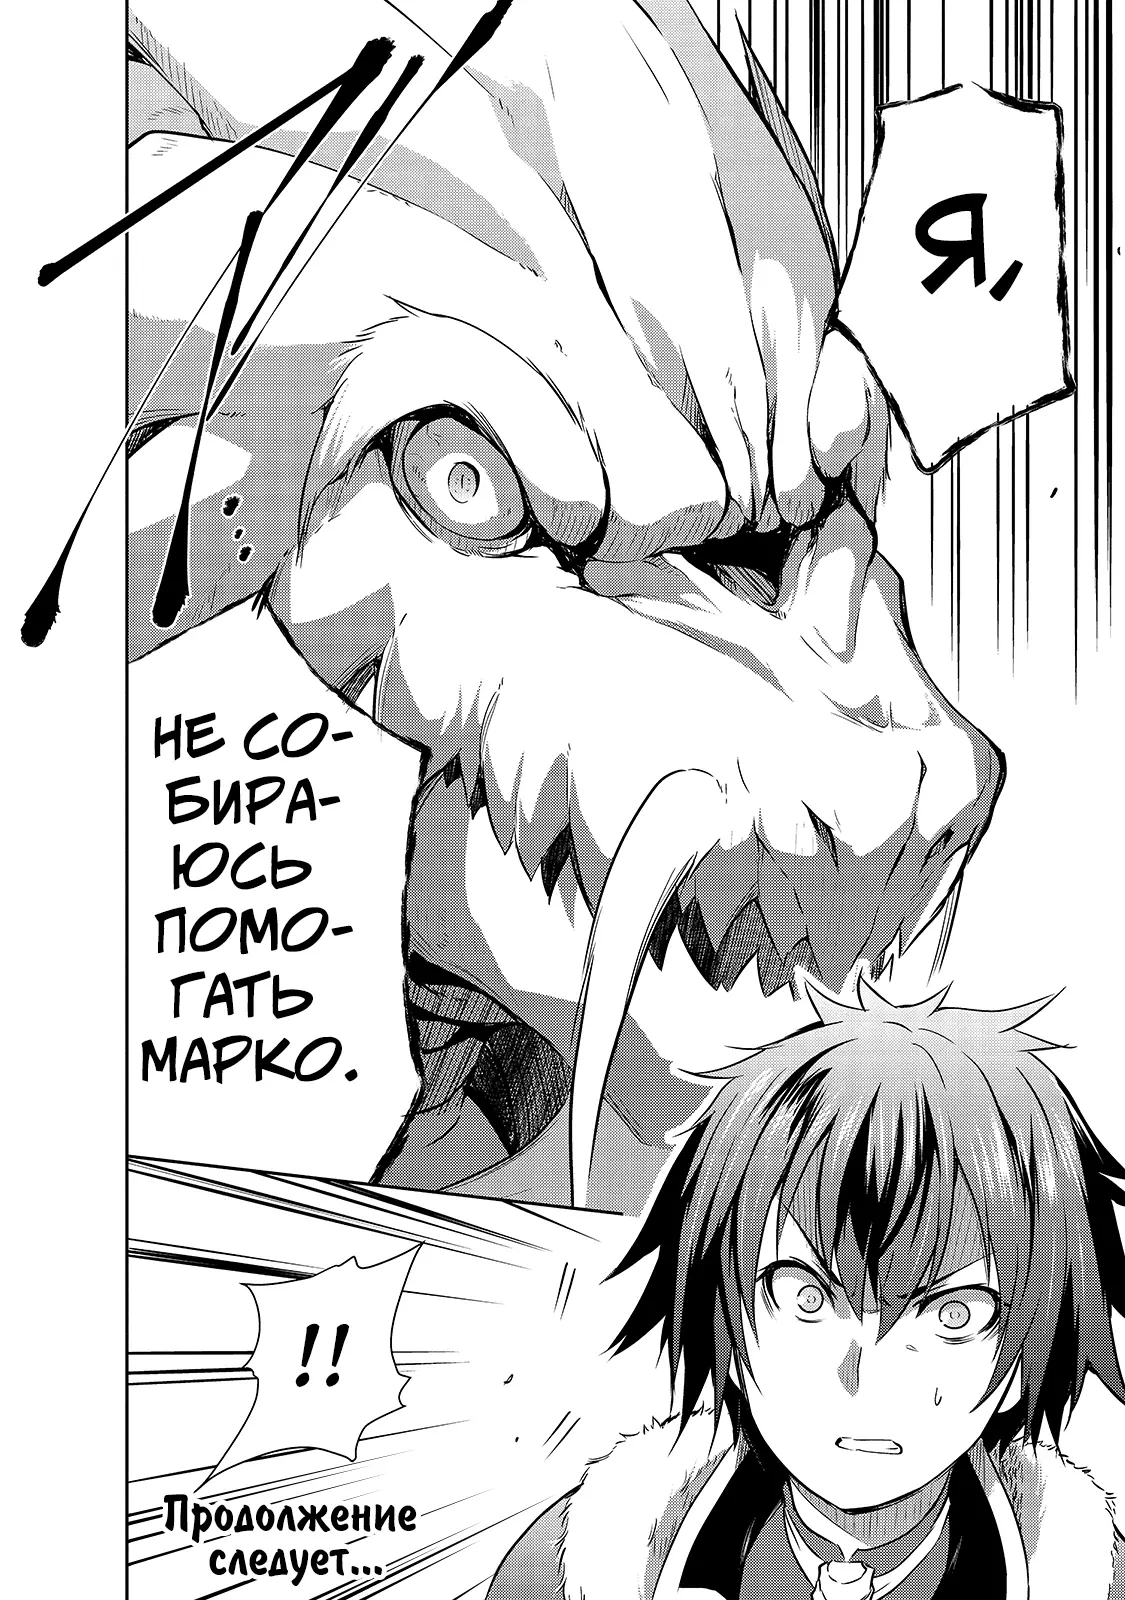 Я,
НЕ СО-
БИРА-
ЮСЬ
ПОМО-
ГАТЬ
МАРКО.
!!
Продолжение
следует...